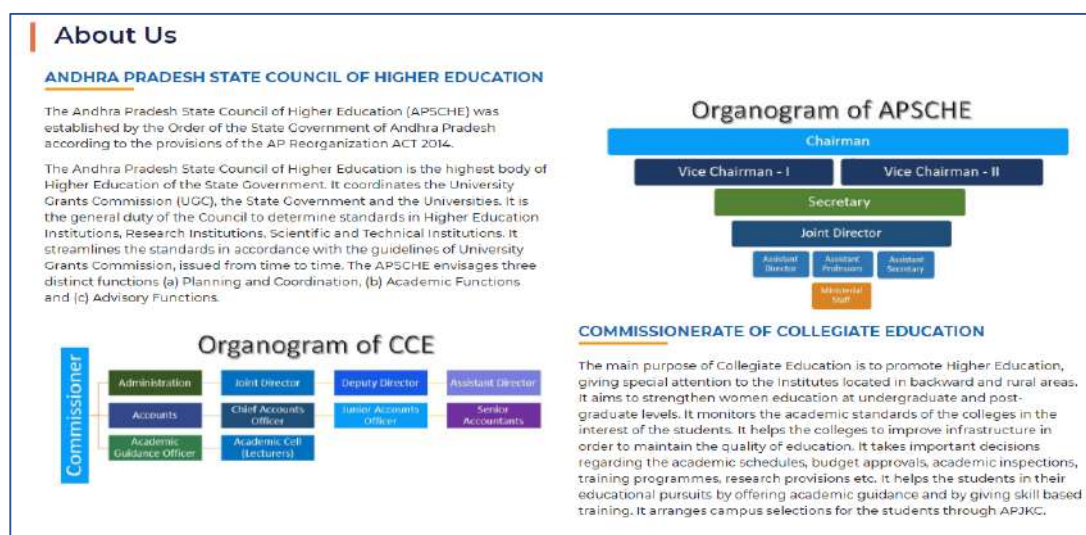 About Us
ANDHRA PRADESH STATE COUNCIL OF HIGHER EDUCATION
The Andhra Pradesh State Council of Higher Education (APSCHE) was
established by the Order of the State Government of Andhra Pradesh
according to the provisions of the AP Reorganization ACT 2014.
The Andhra Pradesh State Council of Higher Education is the highest body of
Higher Education of the State Government. It coordinates the University
Grants Commission (UGC), the State Government and the Universities. It is
the general duty of the Council to determine standards in Higher Education
Institutions, Research Institutions, Scientific and Technical Institutions. It
streamlines the standards in accordance with the guidelines of University
Grants Commission, issued from time to time. The APSCHE envisages three
distinct functions (a) Planning and Coordination, (b) Academic Functions
and (c) Advisory Functions.
Organogram of APSCHE
Chairman
Vice Chairman - I
Vice Chairman - II
Secretary
Joint Director
Assistant
Director
Assistant
Professors
Assistant
Secretary
Ministerial
Staff
Organogram of CCE
Commissioner
Administration
Joint Director
Deputy Director
Assistant Director
Accounts
Chief Accounts
Officer
Junior Accounts
Officer
Senior
Accountants
Academic
Guidance Officer
Academic Cell
(Lecturers)
COMMISSIONERATE OF COLLEGIATE EDUCATION
The main purpose of Collegiate Education is to promote Higher Education,
giving special attention to the Institutes located in backward and rural areas.
It aims to strengthen women education at undergraduate and post-
graduate levels. It monitors the academic standards of the colleges in the
interest of the students. It helps the colleges to improve infrastructure in
order to maintain the quality of education. It takes important decisions
regarding the academic schedules, budget approvals, academic inspections,
training programmes, research provisions etc. It helps the students in their
educational pursuits by offering academic guidance and by giving skill based
training. It arranges campus selections for the students through APJKC.